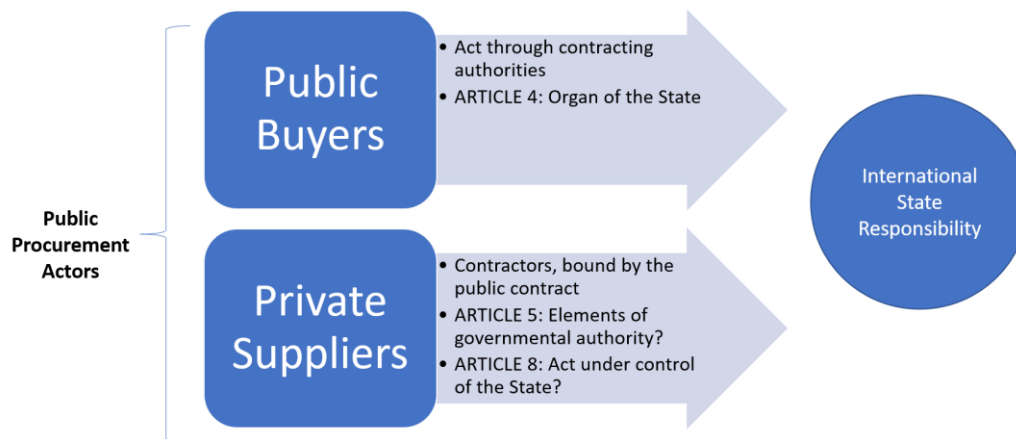 Public
Procurement
Actors
Public
Buyers
• Act through contracting
authorities
• ARTICLE 4: Organ of the State
Private
Suppliers
• Contractors, bound by the
public contract
• ARTICLE 5: Elements of
governmental authority?
• ARTICLE 8: Act under control
of the State?
International
State
Responsibility